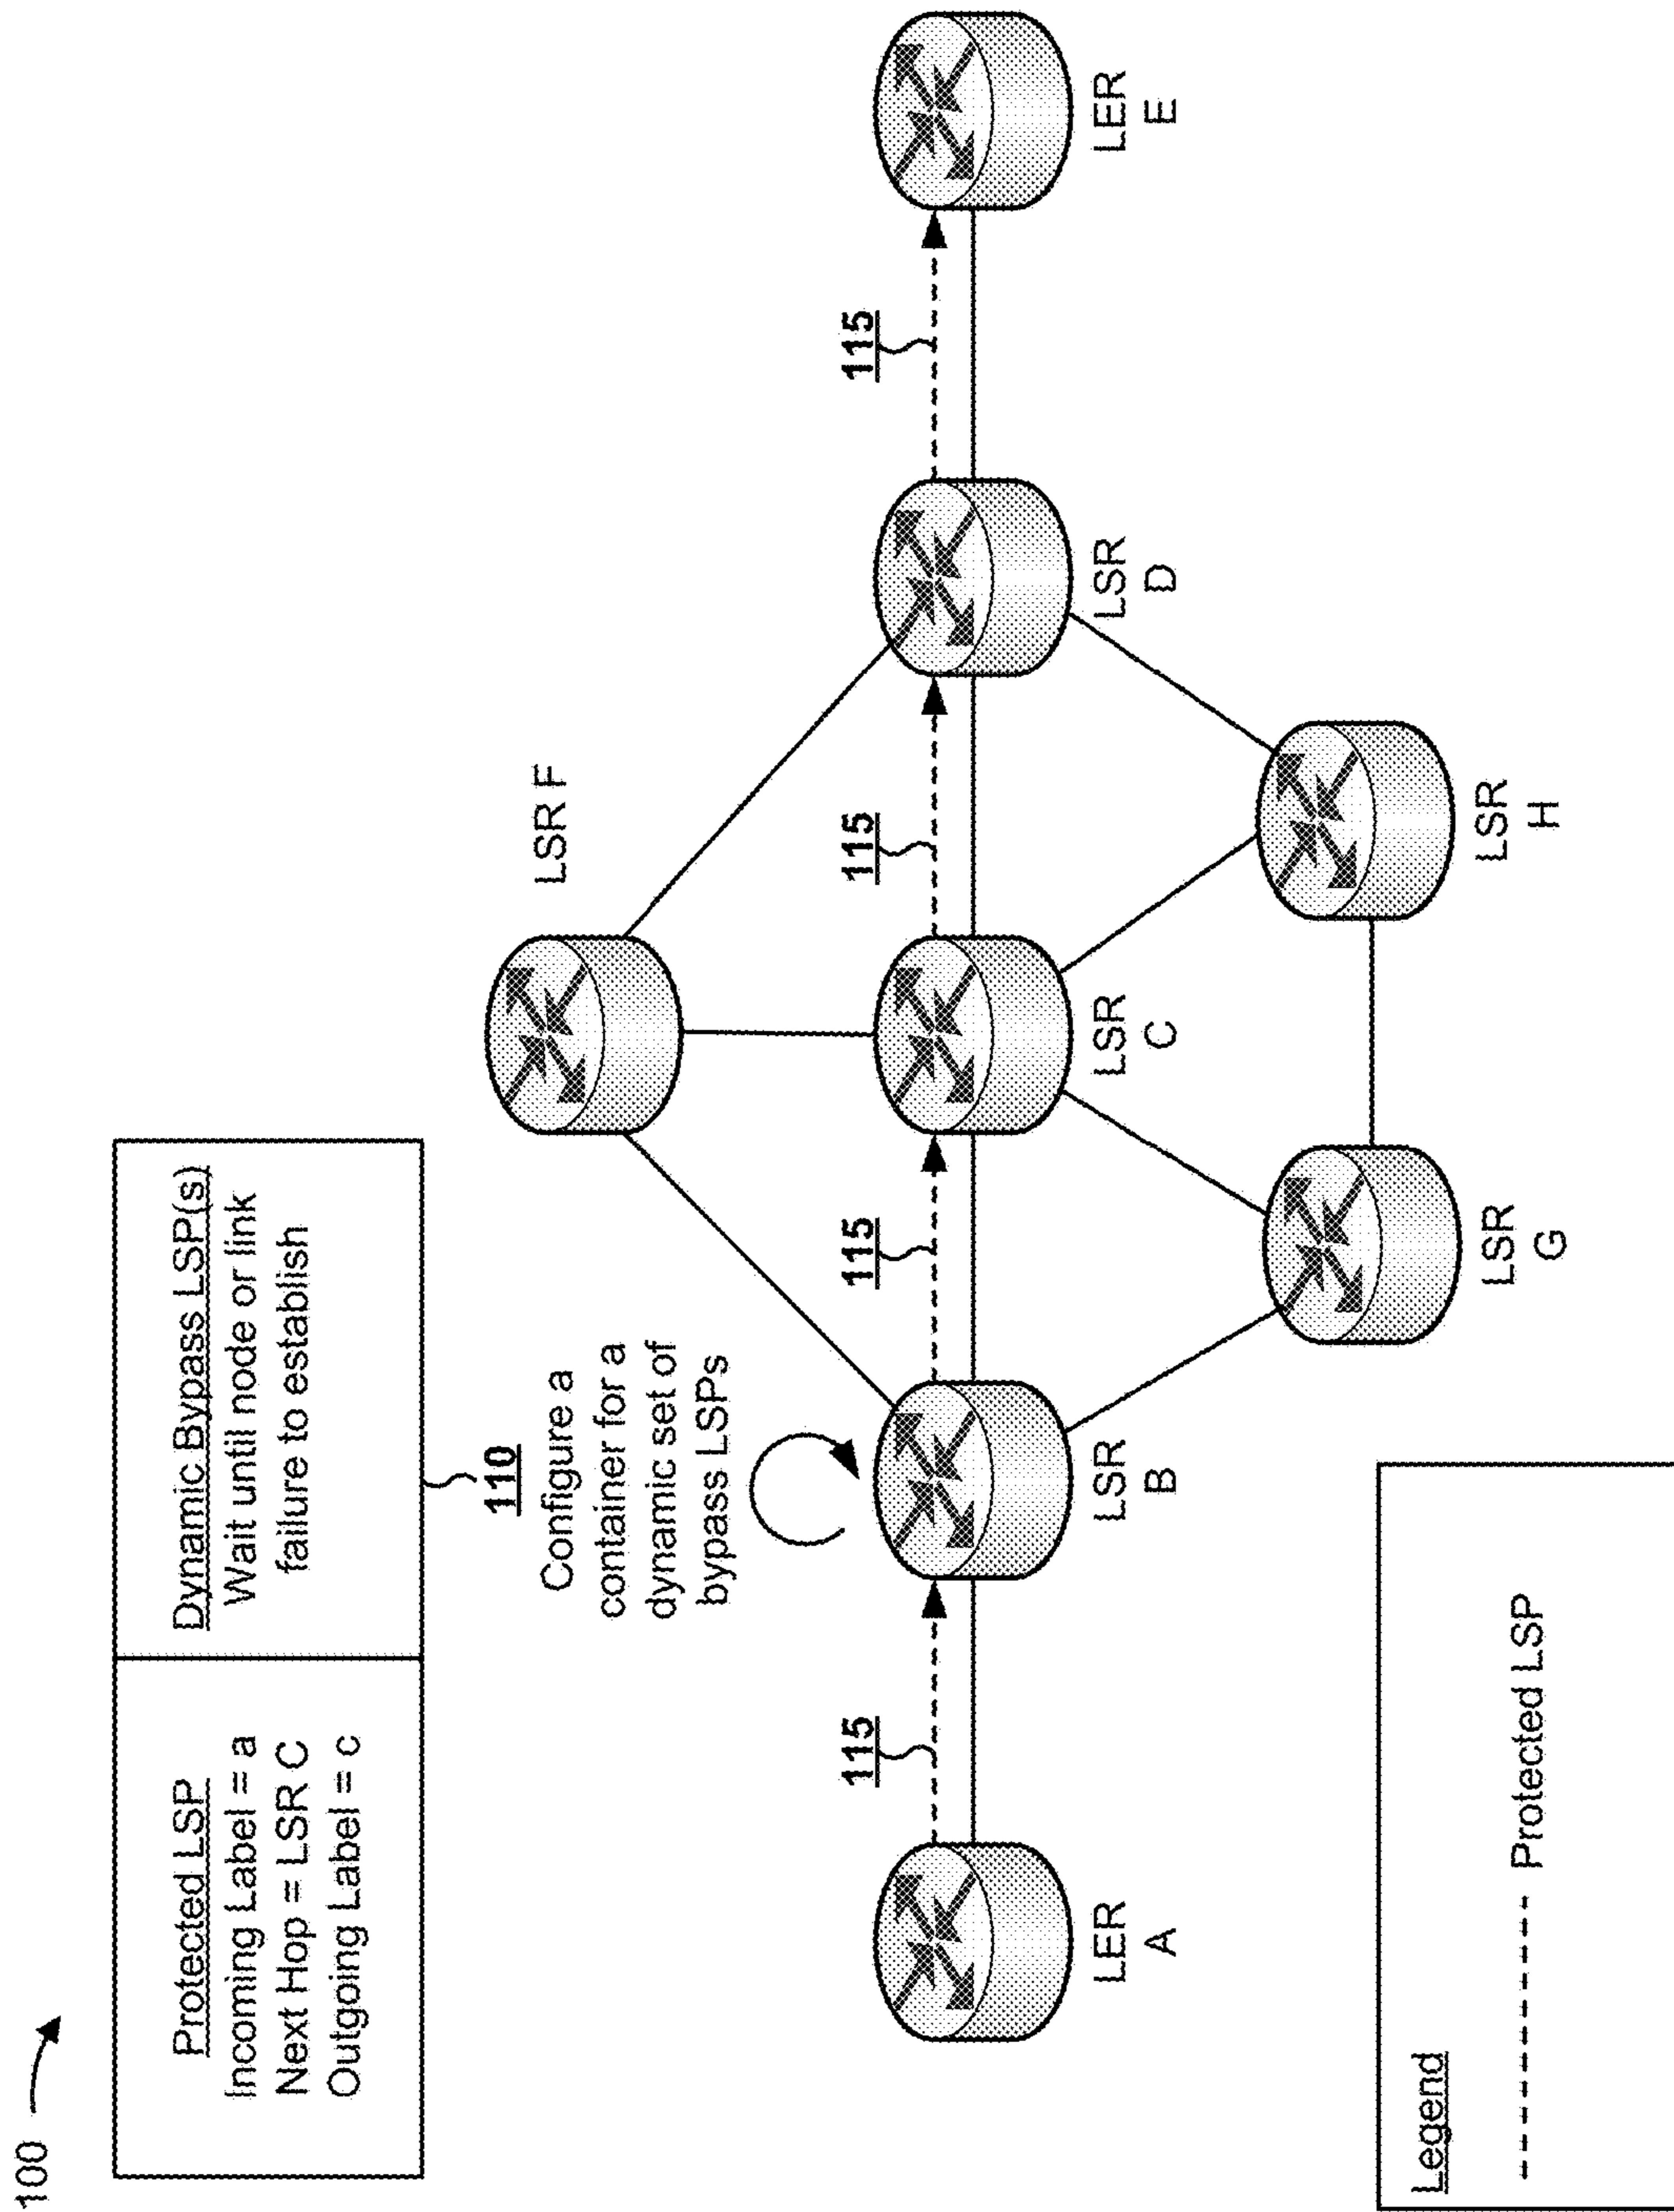 100
Protected LSP
Incoming Label = a
Next Hop = LSR C
Outgoing Label = c
Dynamic Bypass LSP(s)
Wait until node or link
failure to establish
110
Configure a
container for a
dynamic set of
bypass LSPs
LSR F
115
115
115
115
LER
A
LSR
B
LSR
C
LSR
D
LER
E
LSR
G
LSR
H
Legend
Protected LSP